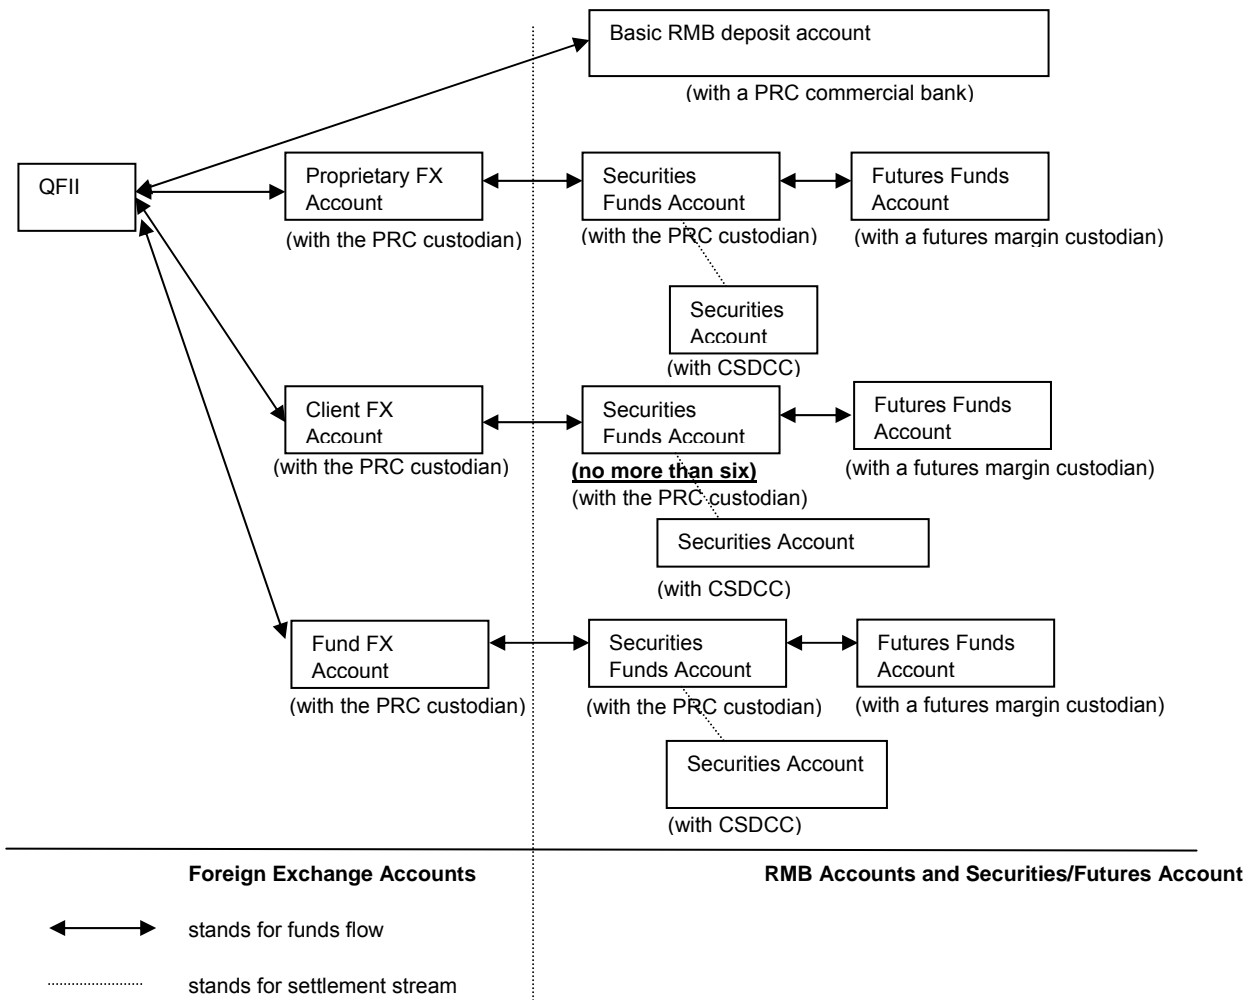 Basic RMB deposit account
(with a PRC commercial bank)
QFII
Proprietary FX
Account
(with the PRC custodian)
Securities
Funds Account
(with the PRC custodian)
Futures Funds
Account
(with a futures margin custodian)
Securities
Account
(with CSDCC)
Client FX
Account
(with the PRC custodian)
Securities
Funds Account
(no more than six)
(with the PRC custodian)
Futures Funds
Account
(with a futures margin custodian)
Securities Account
(with CSDCC)
Fund FX
Account
(with the PRC custodian)
Securities
Funds Account
(with the PRC custodian)
Futures Funds
Account
(with a futures margin custodian)
Securities Account
(with CSDCC)
Foreign Exchange Accounts
RMB Accounts and Securities/Futures Account
stands for funds flow
stands for settlement stream